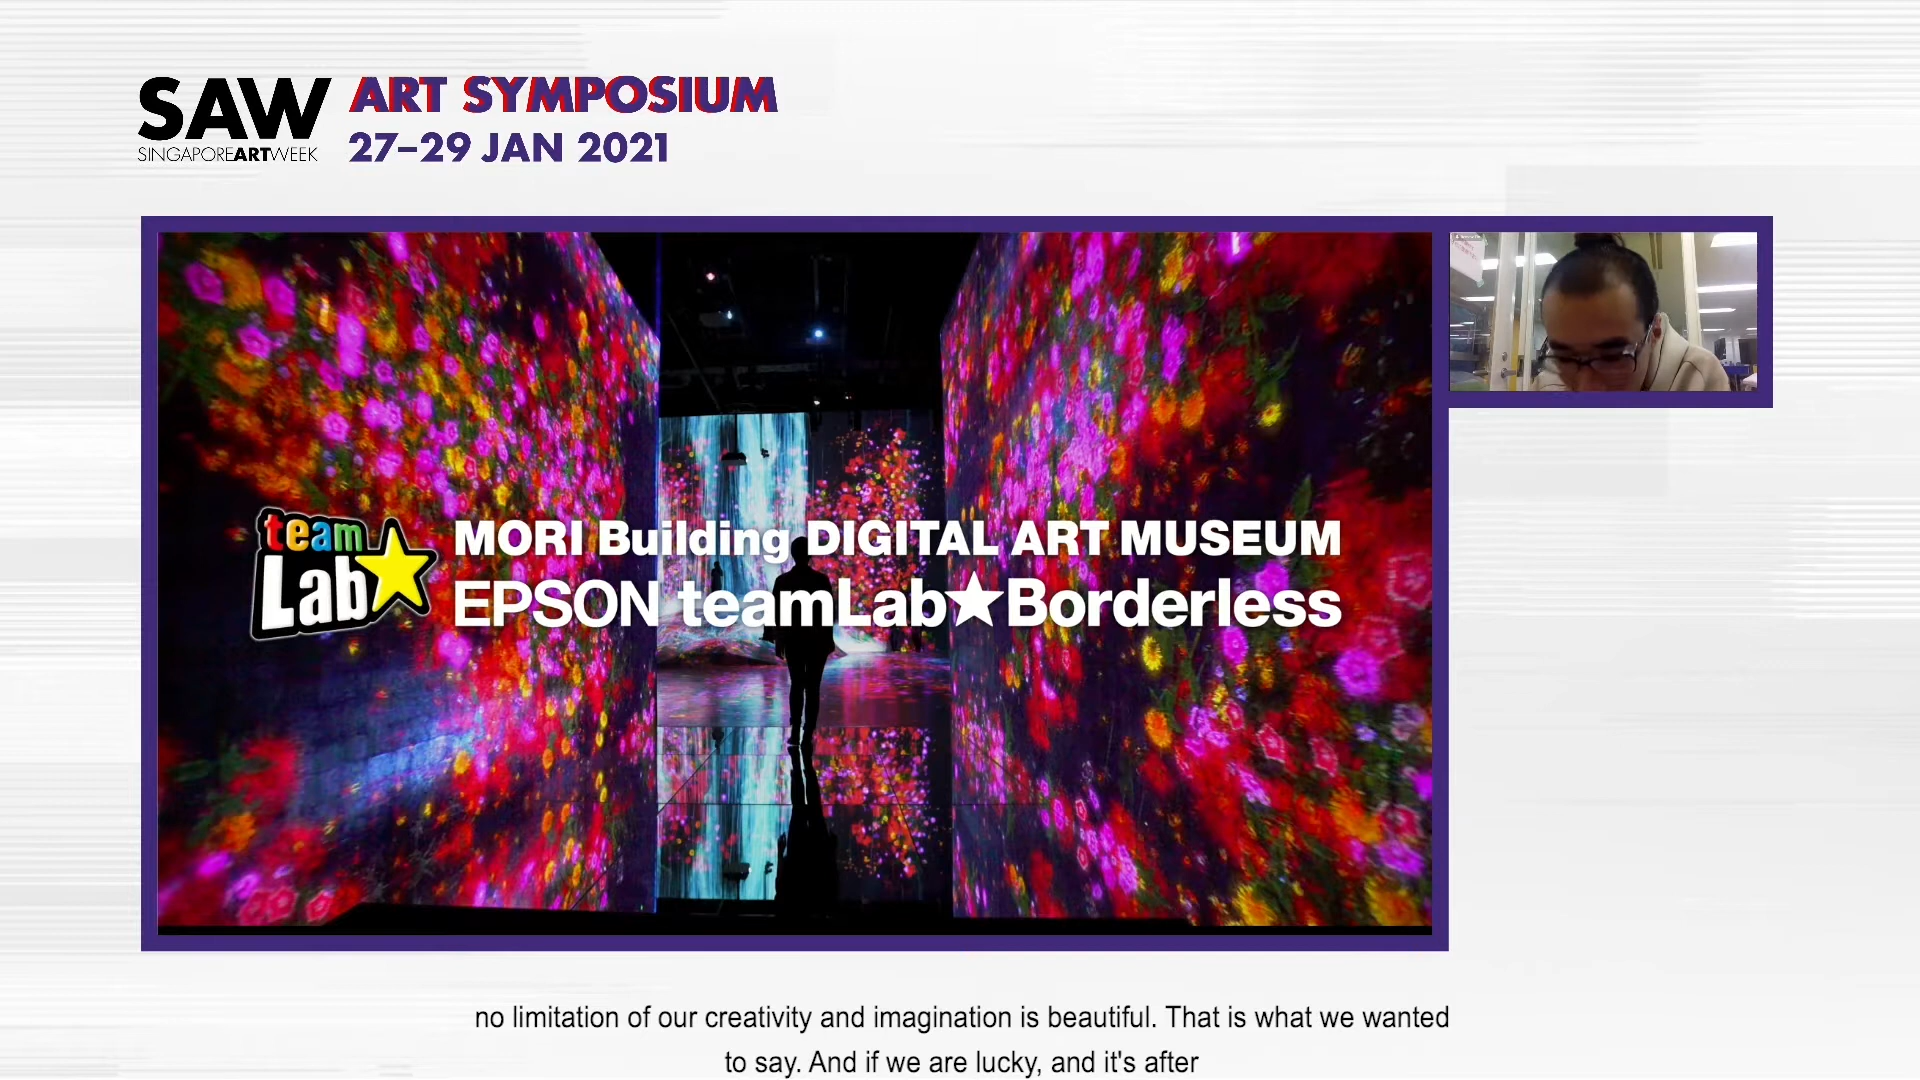 SAW
SINGAPOREARTWEEK
ART SYMPOSIUM
27–29 JAN 2021
team
Lab
MORI Building DIGITAL ART MUSEUM
EPSON teamLab★Borderless
no limitation of our creativity and imagination is beautiful. That is what we wanted
to say. And if we are lucky, and it's after